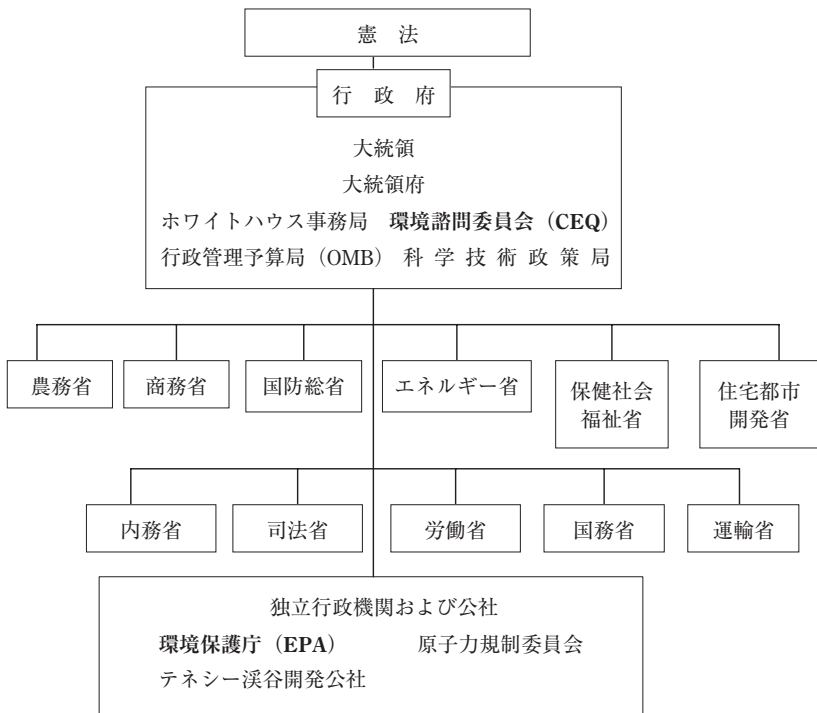 憲 法
行 政 府
大統領
大統領府
ホワイトハウス事務局 環境諮問委員会（CEQ）
行政管理予算局（OMB） 科 学 技 術 政 策 局
農務省 商務省 国防総省 エネルギー省 保健社会 住宅都市
福祉省 開発省
内務省 司法省 労働省 国務省 運輸省
独立行政機関および公社
環境保護庁（EPA） 原子力規制委員会
テネシー渓谷開発公社